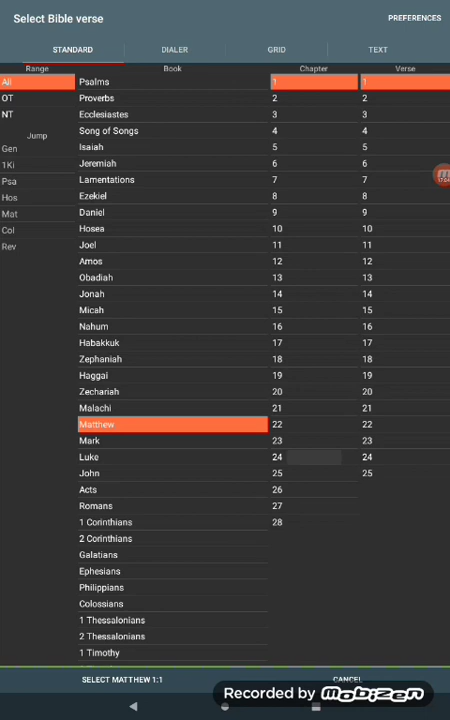 Select Bible verse
PREFERENCES
STANDARD
DIALER
GRID
TEXT
Range
Book
Chapter
Verse
All
OT
NT
Jump
Gen
1Ki
Psa
Hos
Mat
Col
Rev
Psalms
Proverbs
Ecclesiastes
Song of Songs
Isaiah
Jeremiah
Lamentations
Ezekiel
Daniel
Hosea
Joel
Amos
Obadiah
Jonah
Micah
Nahum
Habakkuk
Zephaniah
Haggai
Zechariah
Malachi
Matthew
Mark
Luke
John
Acts
Romans
1 Corinthians
2 Corinthians
Galatians
Ephesians
Philippians
Colossians
1 Thessalonians
2 Thessalonians
1 Timothy
1
2
3
4
5
6
7
8
9
10
11
12
13
14
15
16
17
18
19
20
21
22
23
24
25
26
27
28
1
2
3
4
5
6
7
8
9
10
11
12
13
14
15
16
17
18
19
20
21
22
23
24
25
SELECT MATTHEW 1:1
CANCEL
Recorded by
MOBIZEN